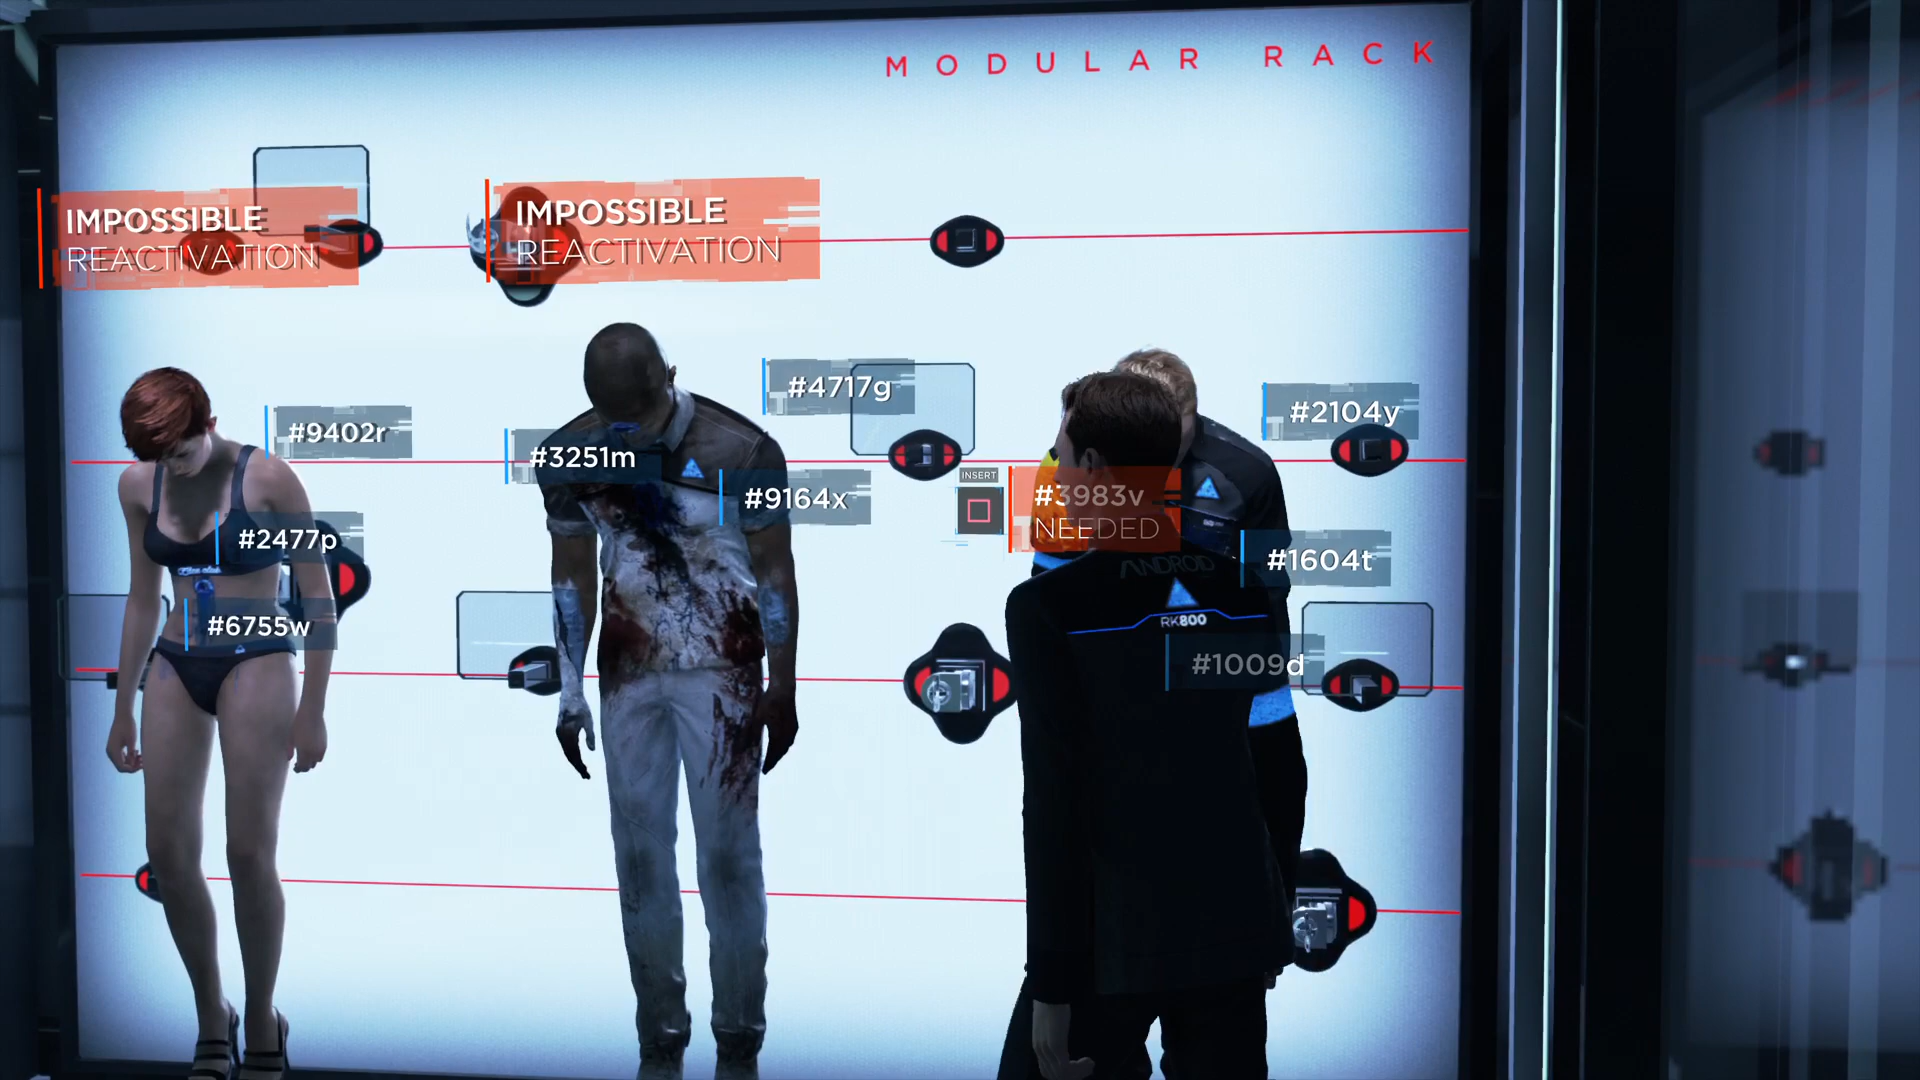 MODULAR RACK
IMPOSSIBLE
REACTIVATION
IMPOSSIBLE
REACTIVATION
#4717g
#2104y
#9402r
#3251m
#9164x
INSERT
#3983v
NEEDED
#2477p
#1604t
ANDROID
RK800
#6755w
#1009d